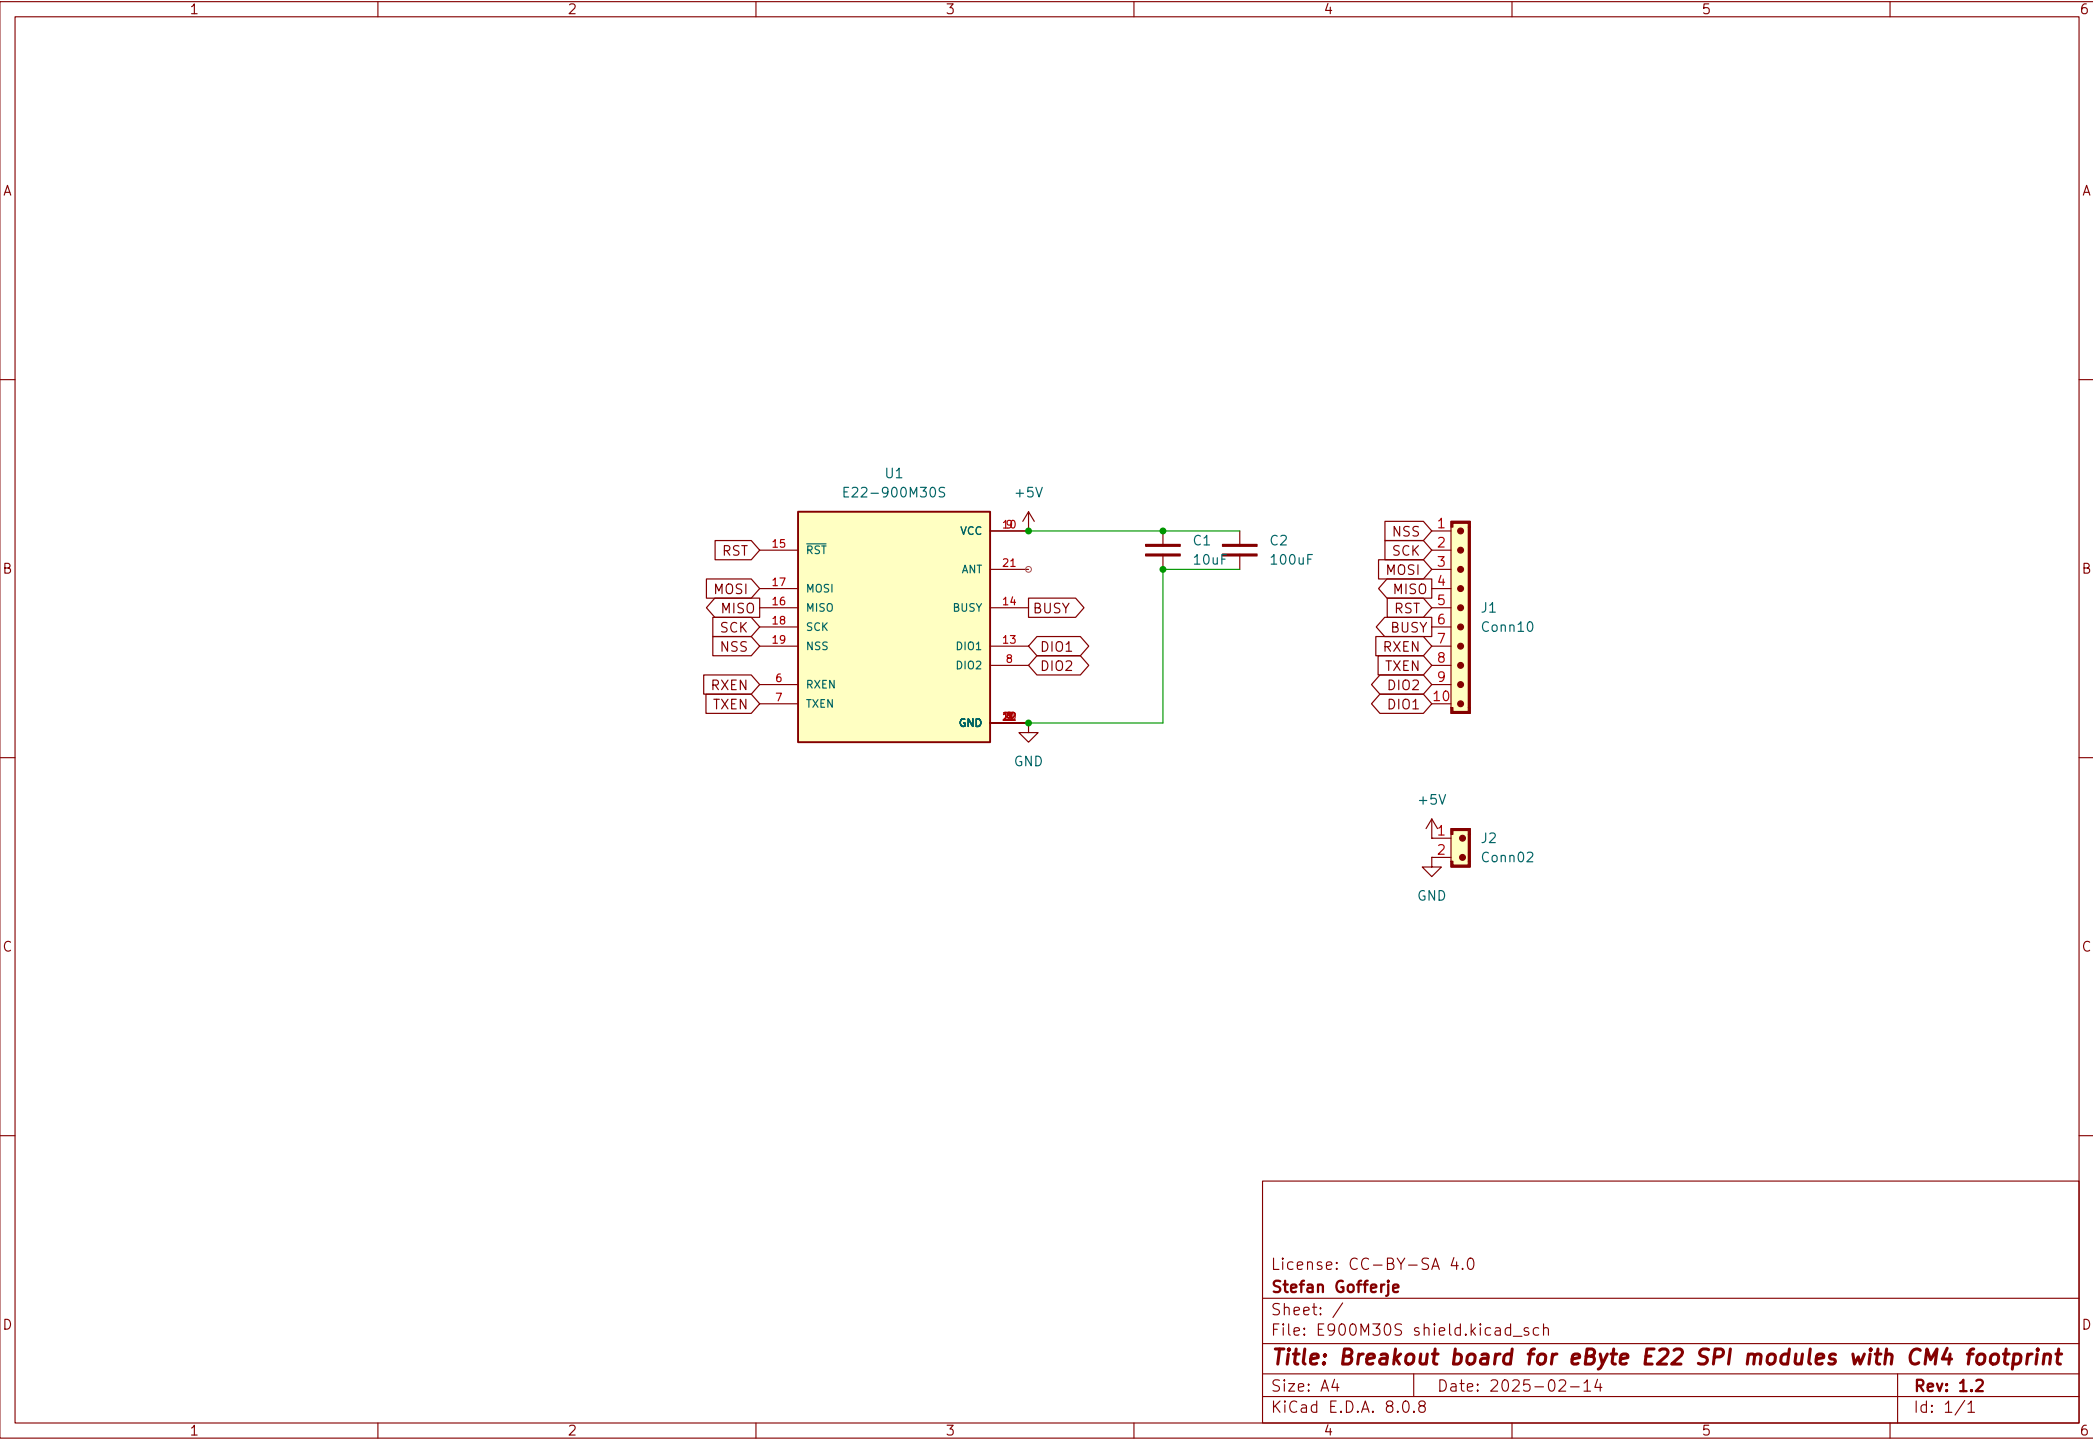 1 2 3 4 5 6
A A
U1
E22-900M30S +5V
VCC 10
RST 15 RST
C1 C2
10uF 100uF
ANT 21
MOSI 17 MOSI
MISO 16 MISO
BUSY 14 BUSY
SCK 18 SCK
NSS 19 NSS
DIO1 13 DIO1
DIO2 8 DIO2
RXEN 6 RXEN
TXEN 7 TXEN
GND
GND
B B
NSS 1
SCK 2
MOSI 3
MISO 4
RST 5 J1
BUSY 6 Conn10
RXEN 7
TXEN 8
DIO2 9
DIO1 10
+5V
1 J2
2 Conn02
GND
C C
License: CC-BY-SA 4.0
Stefan Gofferje
Sheet: /
File: E900M30S shield.kicad_sch
D D
Title: Breakout board for eByte E22 SPI modules with CM4 footprint
Size: A4 Date: 2025-02-14 Rev: 1.2
KiCad E.D.A. 8.0.8 Id: 1/1
1 2 3 4 5 6